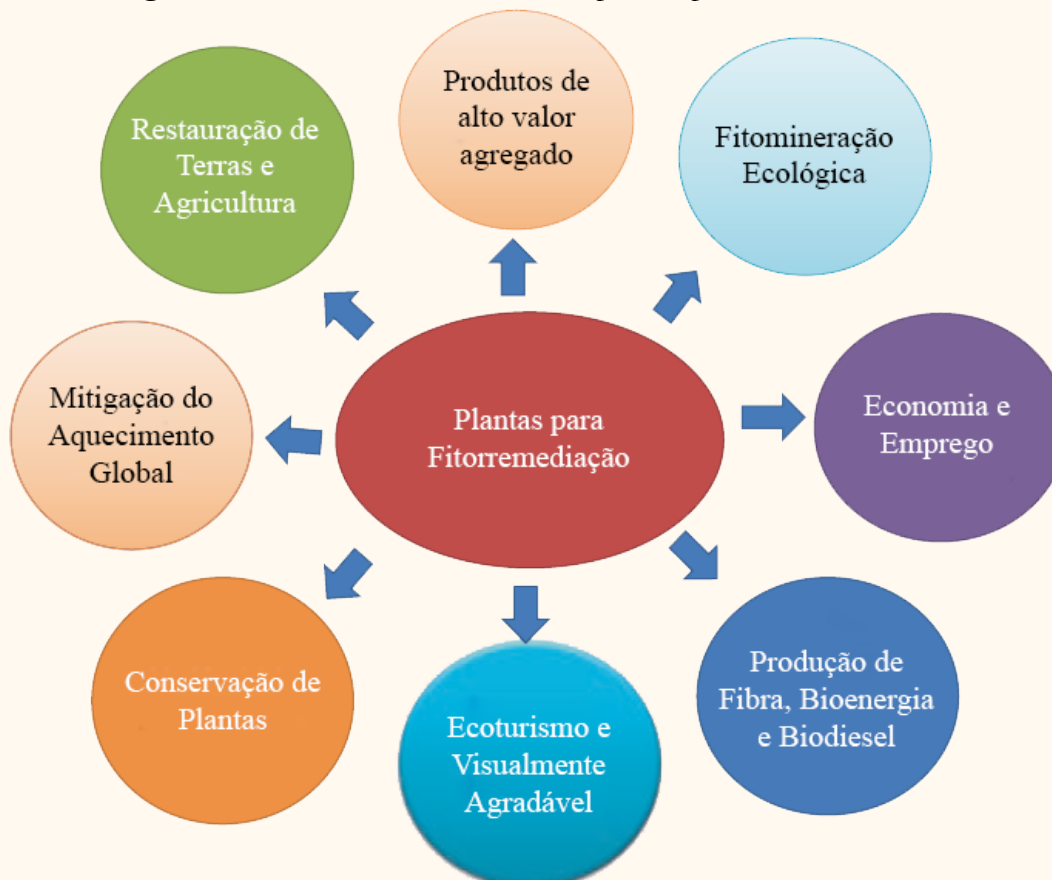 Produtos de
alto valor
agregado
Fitomineração
Ecológica
Economia e
Emprego
Produção de
Fibra, Bioenergia
e Biodiesel
Ecoturismo e
Visualmente
Agradável
Conservação de
Plantas
Mitigação do
Aquecimento
Global
Restauração de
Terras e
Agricultura
Plantas para
Fitorremediação